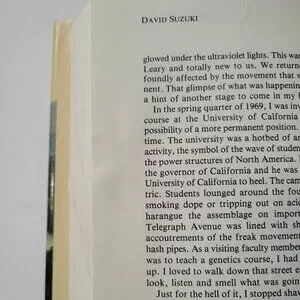 DAVID SUZUKI
glowed under the ultraviolet lights. This was
Leary and totally new to us. We returne
foundly affected by the movement that w
nent. That glimpse of what was happenin
a hint of another stage to come in my l
In the spring quarter of 1969, I was inv
course at the University of California
possibility of a more permanent position.
time. The university was a hotbed of ar
activity, the symbol of the wave of studen
the power structures of North America. I
the governor of California and he was
University of California to heel. The cam
tric. Students lounged around the fou
smoking dope or tripping out on acid
harangue the assemblage on importa
Telegraph Avenue was lined with sh
accoutrements of the freak movement
hash pipes. As a visiting faculty member
was to teach a genetics course, I had
up. I loved to walk down that street e
look, listen and smell what was going
Just for the hell of it, I stopped shav